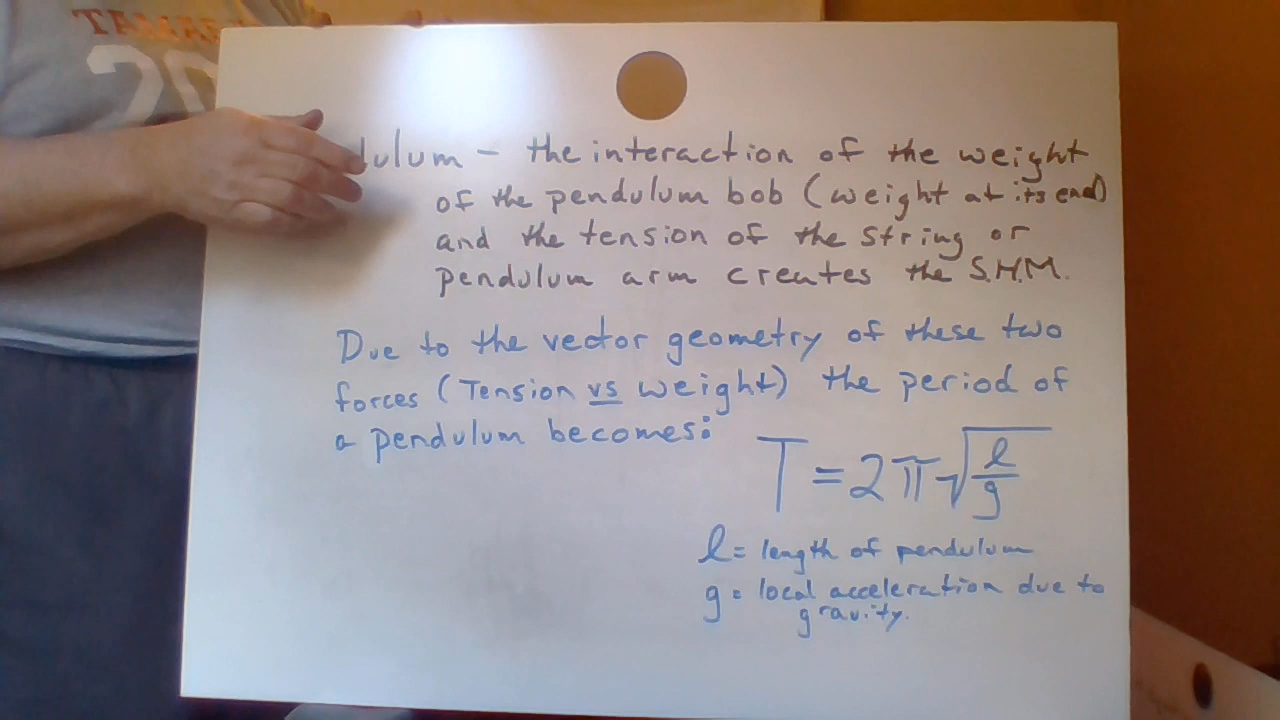 20
dulum - the interaction of the weight
of the pendulum bob (weight at its end)
and the tension of the string or
pendulum arm creates the S.H.M.
Due to the vector geometry of these two
forces (Tension vs weight) the period of
a pendulum becomes:
T = 2π√(l/g)
l = length of pendulum
g = local acceleration due to
gravity.